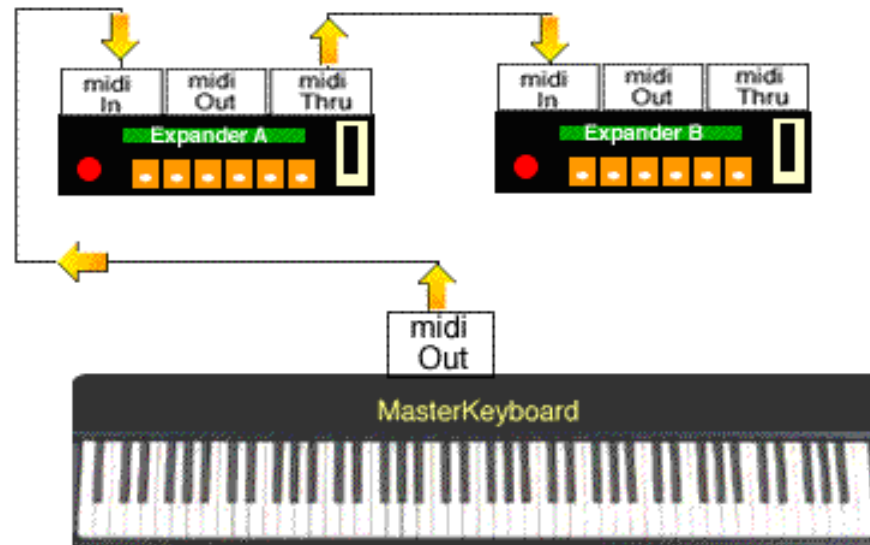 midi
In
midi
Out
midi
Thru
Expander A
midi
In
midi
Out
midi
Thru
Expander B
midi
Out
MasterKeyboard